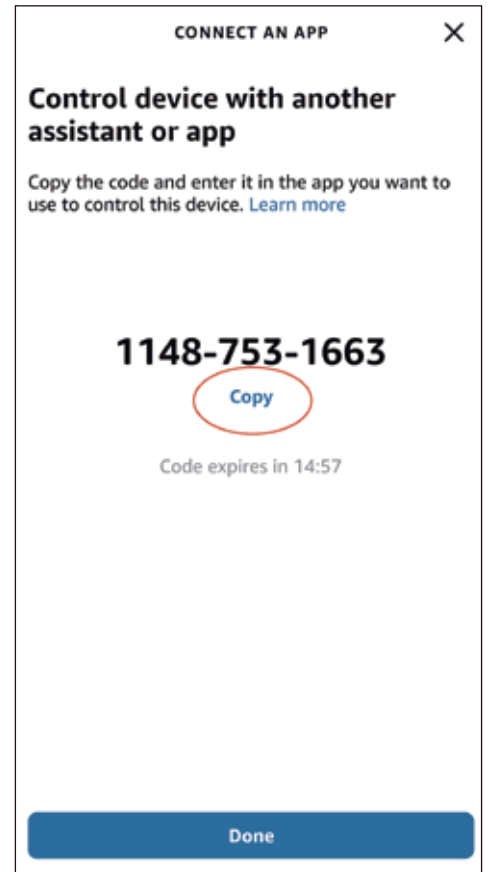 CONNECT AN APP
Control device with another
assistant or app
Copy the code and enter it in the app you want to
use to control this device. Learn more
1148-753-1663
Copy
Code expires in 14:57
Done